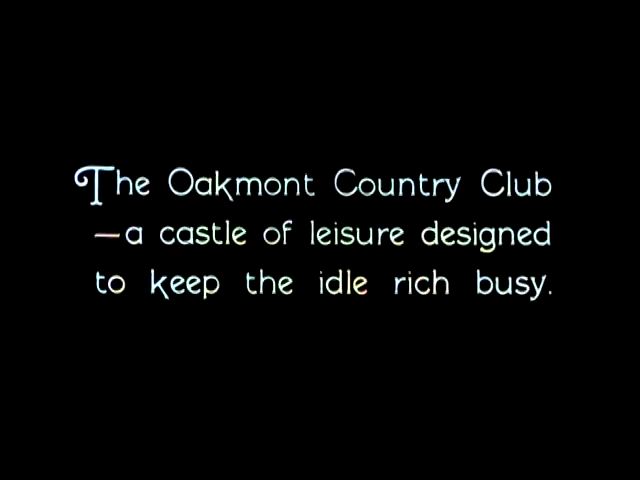 The Oakmont Country Club
—a castle of leisure designed
to keep the idle rich busy.